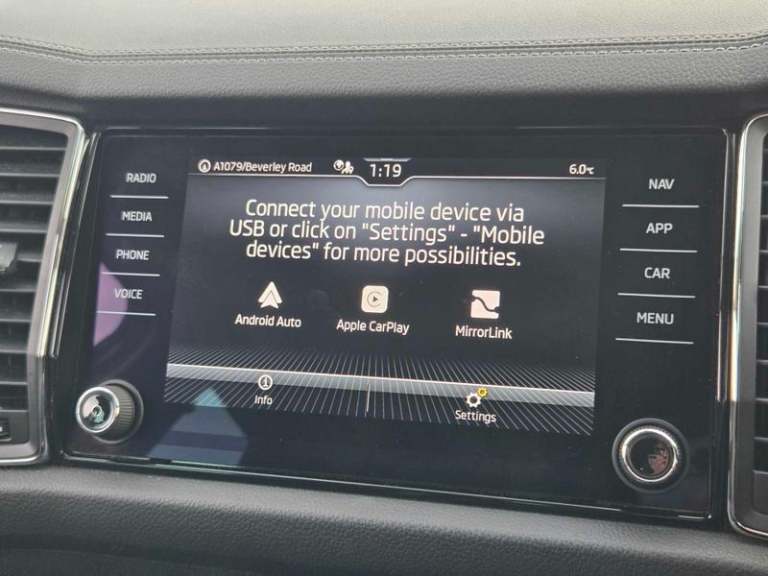 A1079/Beverley Road
1:19
6.0°C
RADIO
MEDIA
PHONE
VOICE
Connect your mobile device via
USB or click on "Settings" - "Mobile
devices" for more possibilities.
Android Auto
Apple CarPlay
MirrorLink
Info
Settings
NAV
APP
CAR
MENU